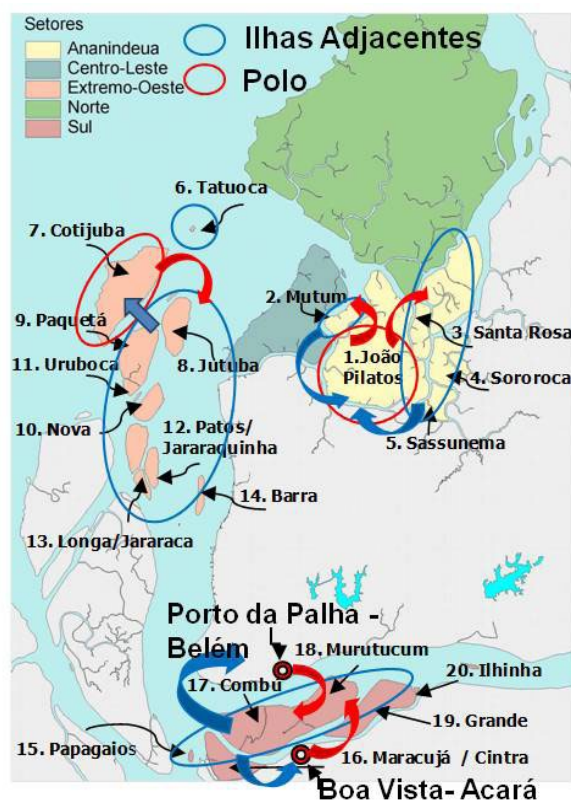 Setores
Ananindeua
Centro-Leste
Extremo-Oeste
Norte
Sul
Ilhas Adjacentes
Polo
6. Tatuoca
7. Cotijuba
2. Mutum
9. Paquetá
3. Santa Rosa
1.João
Pilatos
8. Jutuba
11. Uruboca
4. Sororoca
10. Nova
12. Patos/
Jararaquinha
5. Sassunema
14. Barra
13. Longa/Jararaca
Porto da Palha -
Belém
18. Murutucum
17. Combú
20. Ilhinha
19. Grande
15. Papagaios
16. Maracujá / Cintra
Boa Vista- Acará